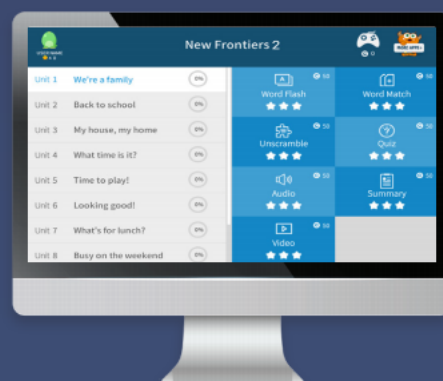 New Frontiers 2
0
Unit 1 We're a family 0%
Unit 2 Back to school 0%
Unit 3 My house, my home 0%
Unit 4 What time is it? 0%
Unit 5 Time to play! 0%
Unit 6 Looking good! 0%
Unit 7 What's for lunch? 0%
Unit 8 Busy on the weekend 0%
A
50
Word Flash
50
Word Match
50
Unscramble
?
50
Quiz
50
Audio
50
Summary
50
Video